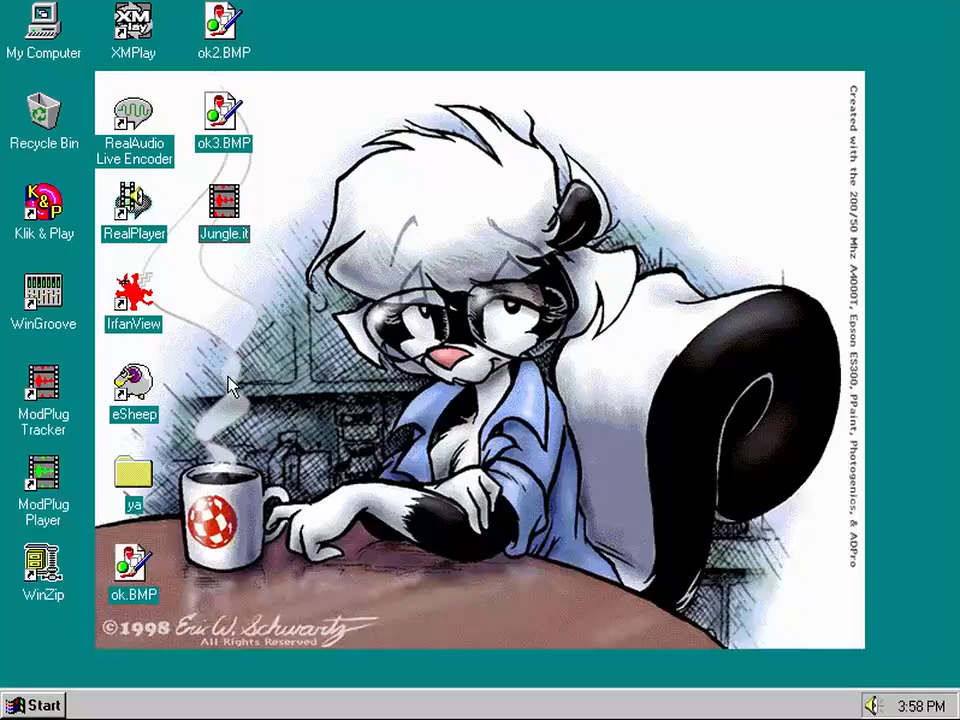 My Computer
XMPlay
ok2.BMP
Recycle Bin
RealAudio
Live Encoder
ok3.BMP
Klik & Play
RealPlayer
Jungle.it
WinGroove
IrfanView
ModPlug
Tracker
eSheep
ModPlug
Player
ya
WinZip
ok.BMP
XM
Play
K&P
Created with the 200/50 Mhz A4000T, Epson ES300, PPaint, Photogenics, & ADPro
©1998 Eric W. Schwartz
All Rights Reserved
Start
3:58 PM